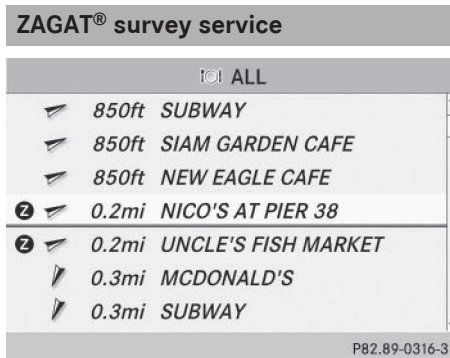 ZAGAT® survey service
ALL
850ft SUBWAY
850ft SIAM GARDEN CAFE
850ft NEW EAGLE CAFE
Z 0.2mi NICO'S AT PIER 38
Z 0.2mi UNCLE'S FISH MARKET
0.3mi MCDONALD'S
0.3mi SUBWAY
P82.89-0316-3